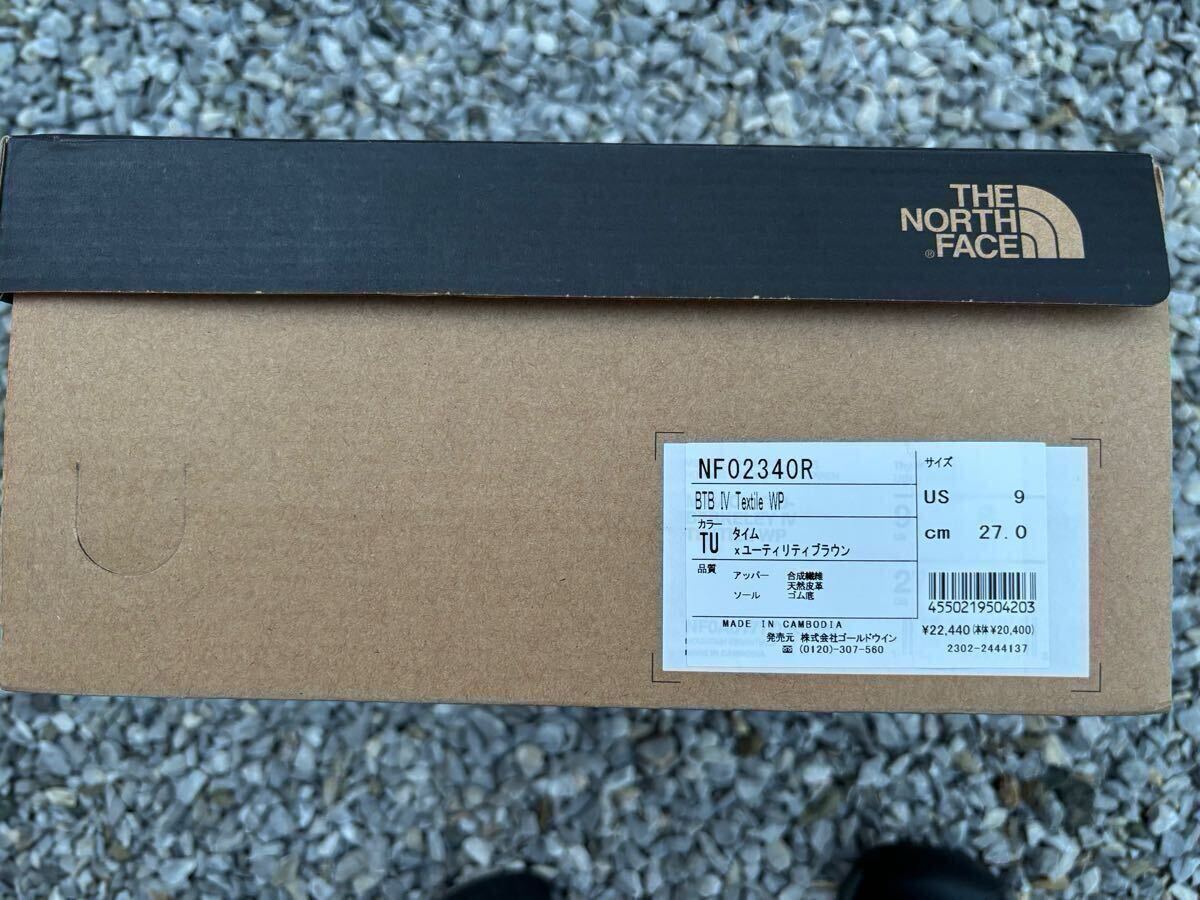 THE
NORTH
FACE
®
NF02340R
BTB IV Textile WP
カラー
TU
タイム
xユーティリティブラウン
品質
アッパー 合成繊維
天然皮革
ソール ゴム底
MADE IN CAMBODIA
発売元 株式会社ゴールドウイン
☎ (0120)-307-560
サイズ
US 9
cm 27.0
4550219504203
¥22,440(本体¥20,400)
2302-2444137